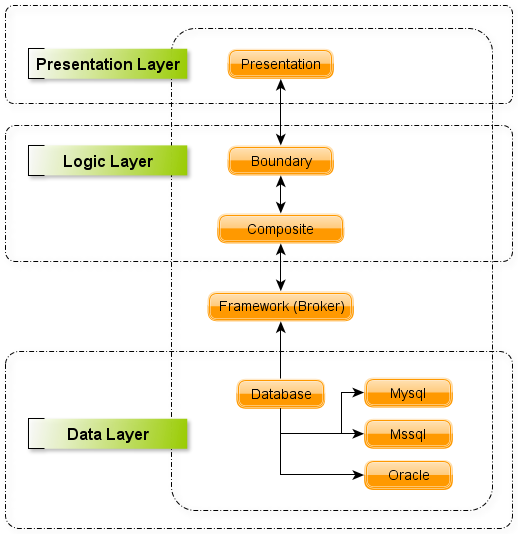 Presentation Layer
Presentation
Logic Layer
Boundary
Composite
Framework (Broker)
Database
Mysql
Data Layer
Mssql
Oracle